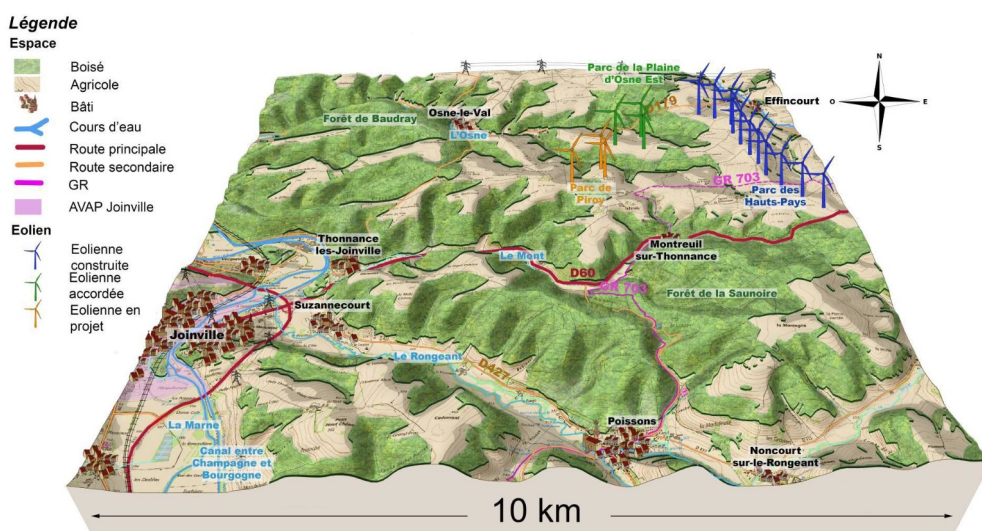 Légende
Espace
Boisé
Agricole
Bâti
Cours d'eau
Route principale
Route secondaire
GR
AVAP Joinville
Eolien
Eolienne
construite
Eolienne
accordée
Eolienne en
projet
N
O
E
S
Parc de la Plaine
d'Osne Est
Effincourt
Forêt de Baudray
Osne-le-Val
L'Osne
Parc de
Piroy
GR 703
Parc des
Hauts-Pays
Thonnance
les-Joinville
Le Mont
Montreuil
sur-Thonnance
D60
GR 703
Forêt de la Saunoire
Suzannecourt
Joinville
Le Rongeant
D427
La Marne
Canal entre
Champagne et
Bourgogne
Poissons
Noncourt
sur-le-Rongeant
10 km